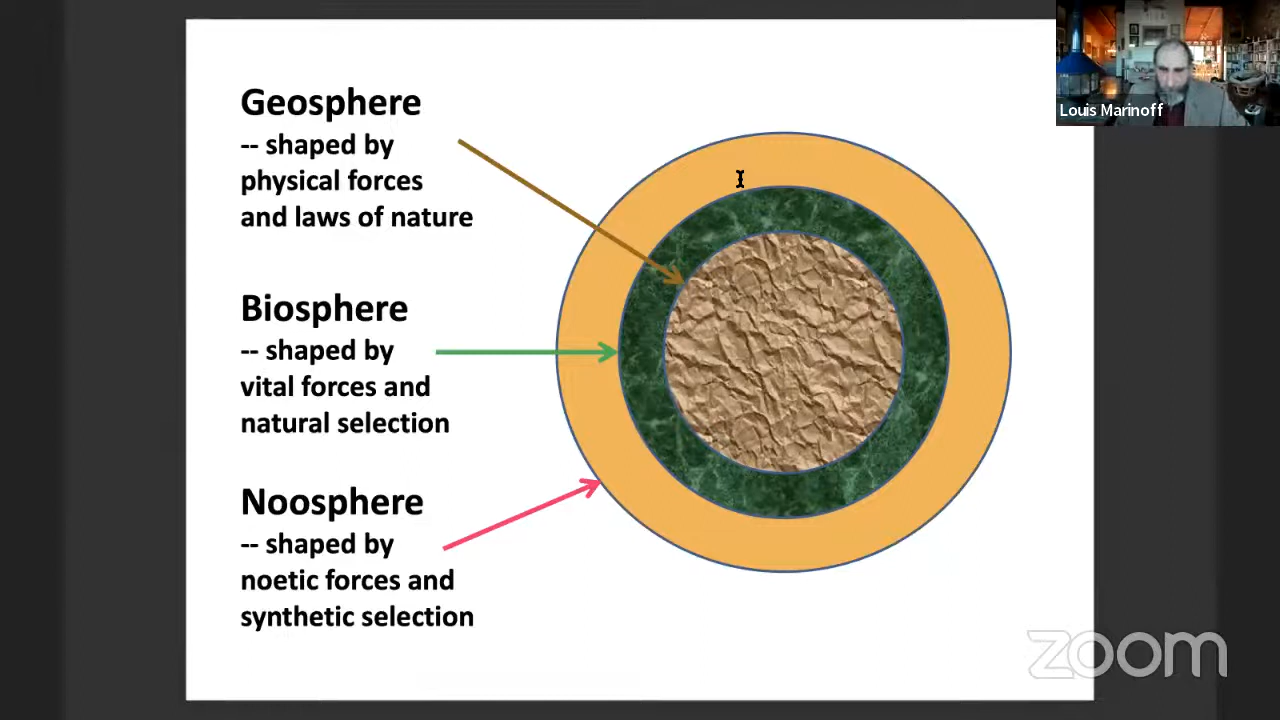 Geosphere
-- shaped by
physical forces
and laws of nature
Biosphere
-- shaped by
vital forces and
natural selection
Noosphere
-- shaped by
noetic forces and
synthetic selection
Louis Marinoff
zoom